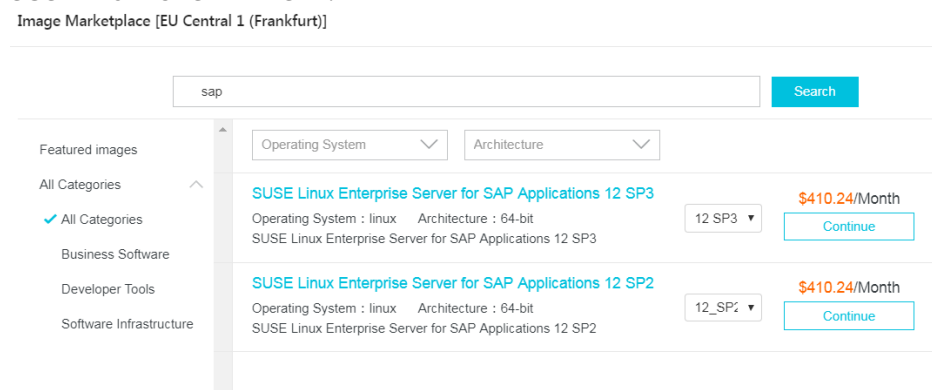 Image Marketplace [EU Central 1 (Frankfurt)]
sap
Search
Featured images
All Categories
All Categories
Business Software
Developer Tools
Software Infrastructure
Operating System
Architecture
SUSE Linux Enterprise Server for SAP Applications 12 SP3
Operating System : linux Architecture : 64-bit
SUSE Linux Enterprise Server for SAP Applications 12 SP3
12 SP3
$410.24/Month
Continue
SUSE Linux Enterprise Server for SAP Applications 12 SP2
Operating System : linux Architecture : 64-bit
SUSE Linux Enterprise Server for SAP Applications 12 SP2
12_SP2
$410.24/Month
Continue